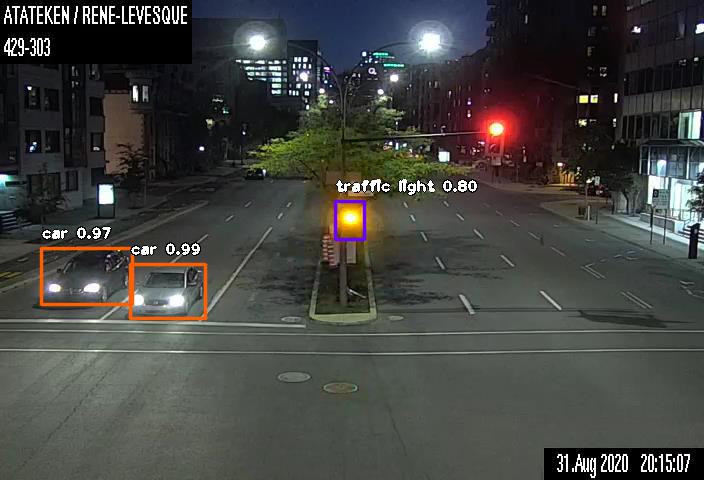 ATATEKEN / RENE-LEVESQUE
429-303
traffic light 0.80
car 0.97
car 0.99
31.Aug 2020 20:15:07